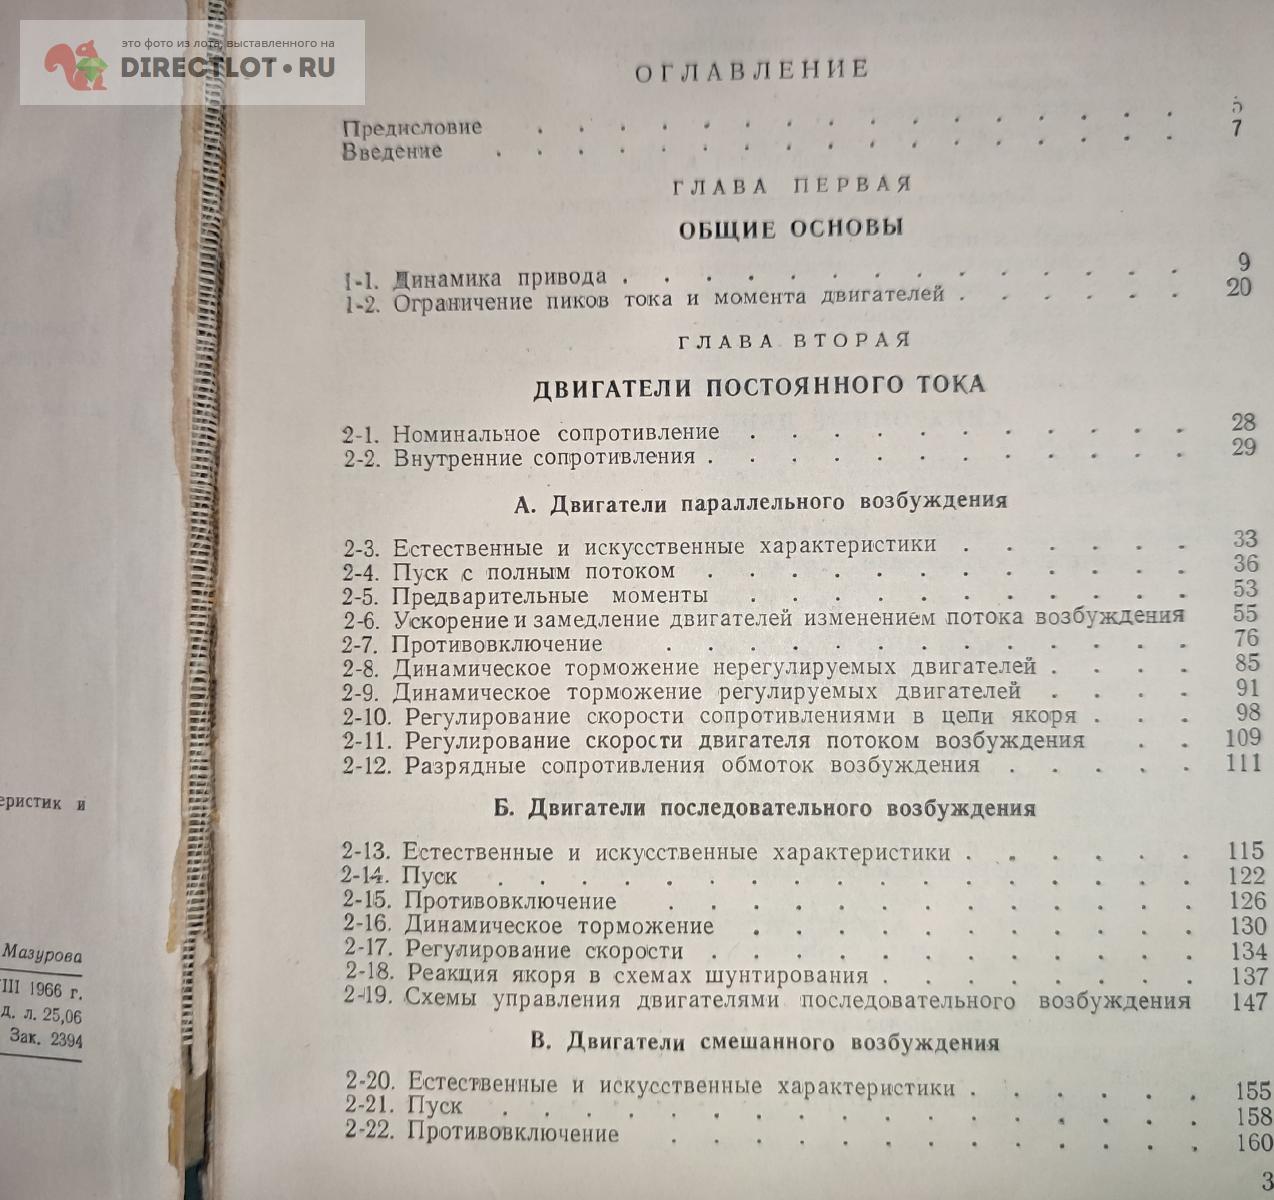 это фото из лота, выставленного на
DIRECTLOT•RU
ОГЛАВЛЕНИЕ
Предисловие . . . . . . . . . . . . . . . . 5
Введение . . . . . . . . . . . . . . . . . 7
ГЛАВА ПЕРВАЯ
ОБЩИЕ ОСНОВЫ
1-1. Динамика привода . . . . . . . . . . . . . . 9
1-2. Ограничение пиков тока и момента двигателей . . . . . . 20
ГЛАВА ВТОРАЯ
ДВИГАТЕЛИ ПОСТОЯННОГО ТОКА
2-1. Номинальное сопротивление . . . . . . . . . . . 28
2-2. Внутренние сопротивления . . . . . . . . . . . . 29
А. Двигатели параллельного возбуждения
2-3. Естественные и искусственные характеристики . . . . . . 33
2-4. Пуск с полным потоком . . . . . . . . . . . . 36
2-5. Предварительные моменты . . . . . . . . . . . 53
2-6. Ускорение и замедление двигателей изменением потока возбуждения 55
2-7. Противовключение . . . . . . . . . . . . . 76
2-8. Динамическое торможение нерегулируемых двигателей . . . . 85
2-9. Динамическое торможение регулируемых двигателей . . . . 91
2-10. Регулирование скорости сопротивлениями в цепи якоря . . . 98
2-11. Регулирование скорости двигателя потоком возбуждения . . 109
2-12. Разрядные сопротивления обмоток возбуждения . . . . . 111
Б. Двигатели последовательного возбуждения
2-13. Естественные и искусственные характеристики . . . . . . 115
2-14. Пуск . . . . . . . . . . . . . . . . . 122
2-15. Противовключение . . . . . . . . . . . . . 126
2-16. Динамическое торможение . . . . . . . . . . . 130
2-17. Регулирование скорости . . . . . . . . . . . . 134
2-18. Реакция якоря в схемах шунтирования . . . . . . . . 137
2-19. Схемы управления двигателями последовательного возбуждения 147
В. Двигатели смешанного возбуждения
2-20. Естественные и искусственные характеристики . . . . . . 155
2-21. Пуск . . . . . . . . . . . . . . . . . 158
2-22. Противовключение . . . . . . . . . . . . . 160
3
еристик и
Мазурова
III 1966 г.
д. л. 25,06
Зак. 2394